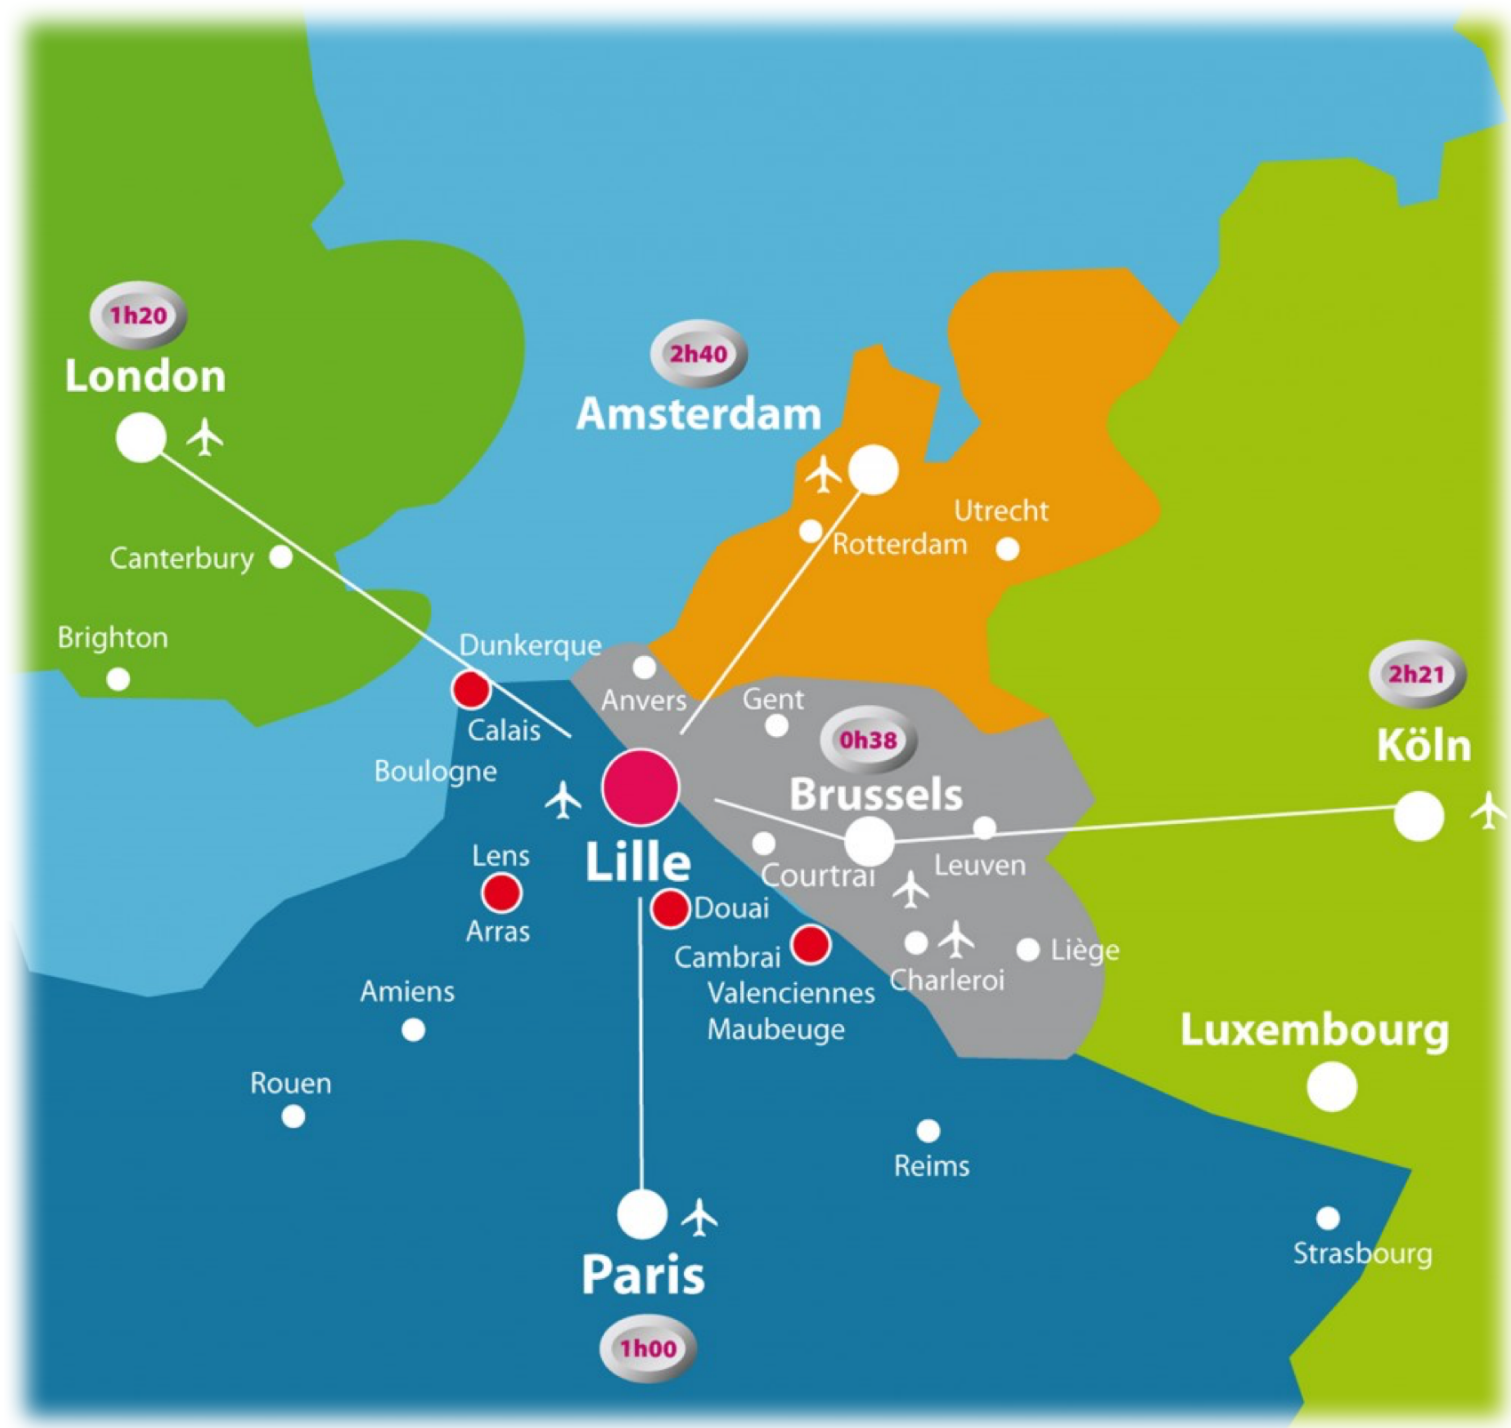 1h20
London
2h40
Amsterdam
Utrecht
Rotterdam
Canterbury
Brighton
Dunkerque
Anvers
Gent
Calais
Boulogne
0h38
Brussels
2h21
Köln
Lille
Lens
Courtrai
Leuven
Douai
Arras
Cambrai
Valenciennes
Maubeuge
Charleroi
Liège
Amiens
Luxembourg
Rouen
Reims
Strasbourg
Paris
1h00